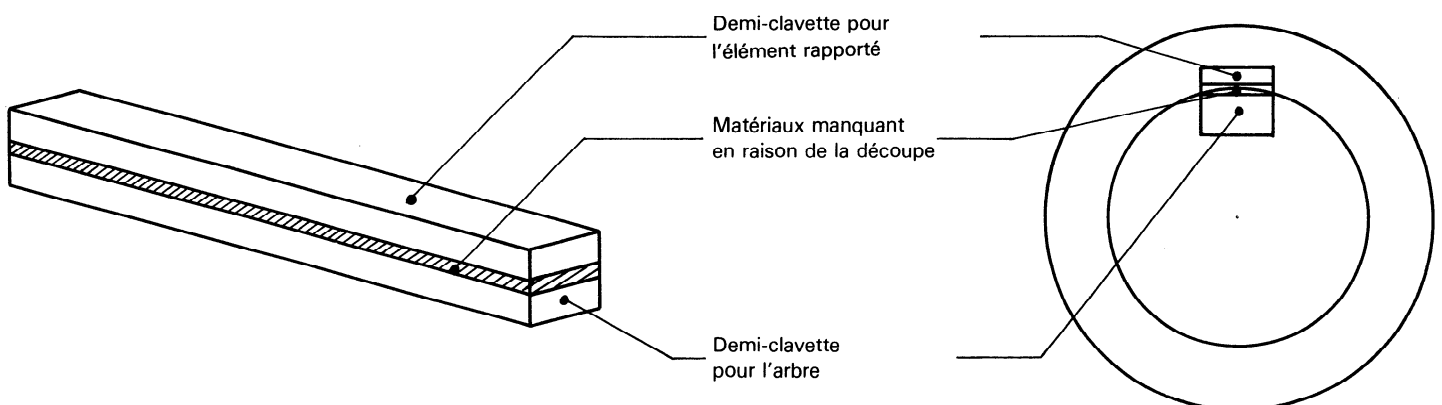 Demi-clavette pour
l'élément rapporté
Matériaux manquant
en raison de la découpe
Demi-clavette
pour l'arbre